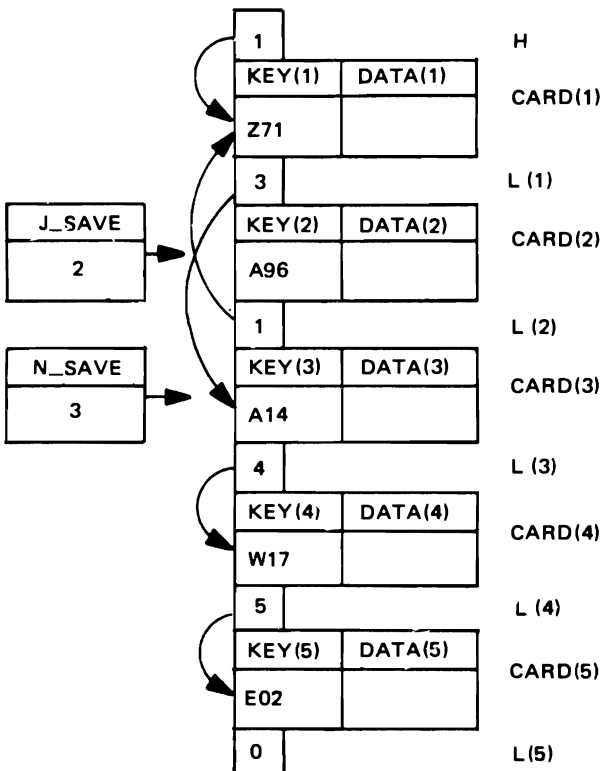 1 H
KEY(1) DATA(1) CARD(1)
Z71
3 L (1)
J_SAVE KEY(2) DATA(2) CARD(2)
2 A96
1 L (2)
N_SAVE KEY(3) DATA(3) CARD(3)
3 A14
4 L (3)
KEY(4) DATA(4) CARD(4)
W17
5 L (4)
KEY(5) DATA(5) CARD(5)
E02
0 L(5)